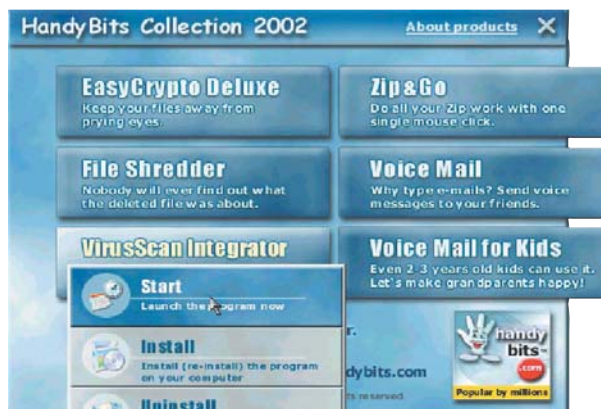 HandyBits Collection 2002
About products
EasyCrypto Deluxe
Keep your files away from
prying eyes.
Zip&Go
Do all your Zip work with one
single mouse click.
File Shredder
Nobody will ever find out what
the deleted file was about.
Voice Mail
Why type e-mails? Send voice
messages to your friends.
VirusScan Integrator
Voice Mail for Kids
Even 2-3 years old kids can use it.
Let's make grandparents happy!
Start
Launch the program now
Install
Install (re-install) the program
on your computer
Uninstall
r.
dybits.com
ts reserved
handy
bits
.com
Popular by millions